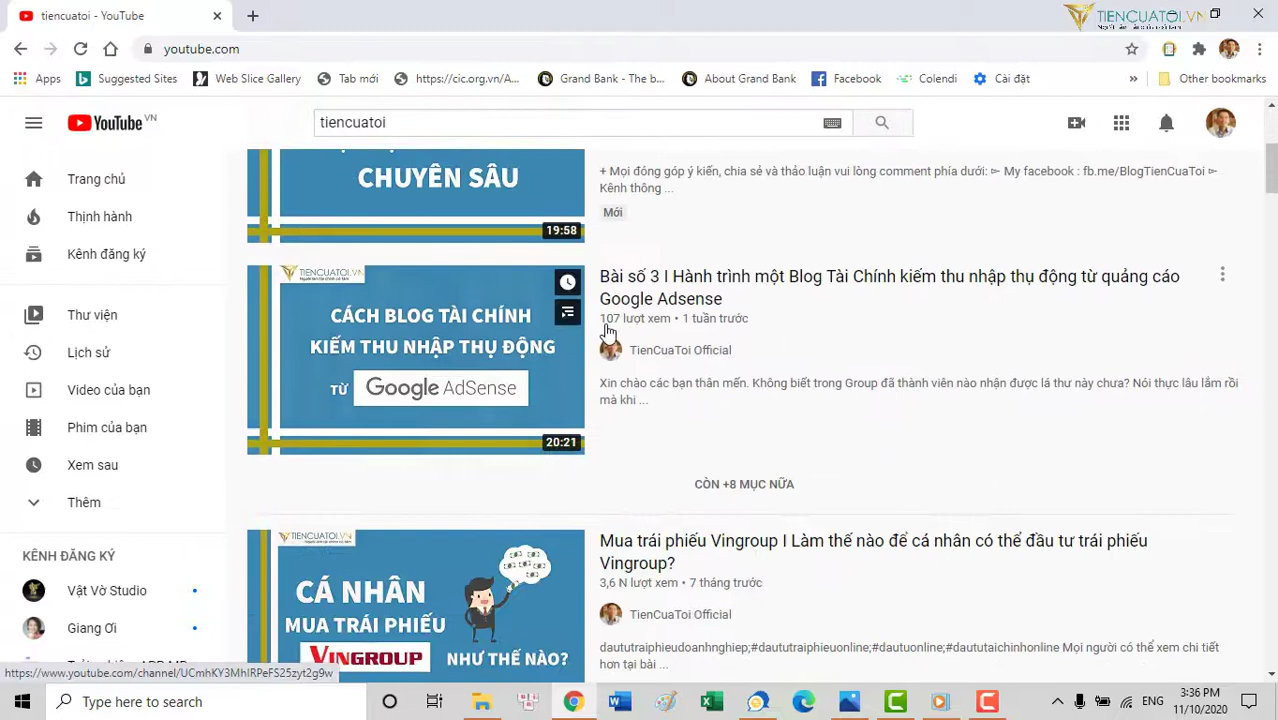 tiencuatoi - YouTube
TIENCUATOI.VN
youtube.com
Apps
Suggested Sites
Web Slice Gallery
Tab mới
https://cic.org.vn/A...
Grand Bank - The b...
About Grand Bank
Facebook
Colendi
Cài đặt
»
Other bookmarks
YouTube VN
tiencuatoi
Trang chủ
Thịnh hành
Kênh đăng ký
Thư viện
Lịch sử
Video của bạn
Phim của bạn
Xem sau
Thêm
KÊNH ĐĂNG KÝ
Vật Vờ Studio
Giang Ơi
CHUYÊN SÂU
19:58
+ Mọi đóng góp ý kiến, chia sẻ và thảo luận vui lòng comment phía dưới: ⊳ My facebook : fb.me/BlogTienCuaToi ⊳
Kênh thông ...
Mới
TIENCUATOI.VN
CÁCH BLOG TÀI CHÍNH
KIẾM THU NHẬP THỤ ĐỘNG
TỪ Google AdSense
20:21
Bài số 3 I Hành trình một Blog Tài Chính kiếm thu nhập thụ động từ quảng cáo
Google Adsense
107 lượt xem • 1 tuần trước
TienCuaToi Official
Xin chào các bạn thân mến. Không biết trong Group đã thành viên nào nhận được lá thư này chưa? Nói thực lâu lắm rồi
mà khi ...
CÒN +8 MỤC NỮA
TIENCUATOI.VN
CÁ NHÂN
MUA TRÁI PHIẾU
VINGROUP NHƯ THẾ NÀO?
Mua trái phiếu Vingroup I Làm thế nào để cá nhân có thể đầu tư trái phiếu
Vingroup?
3,6 N lượt xem • 7 tháng trước
TienCuaToi Official
daututraiphieudoanhnghiep;#daututraiphieuonline;#dautuonline;#dautaichinhonline Mọi người có thể xem chi tiết
hơn tại bài ...
https://www.youtube.com/channel/UCmhKY3MhIRPeFS25zyt2g9w
Type here to search
ENG
3:36 PM
11/10/2020